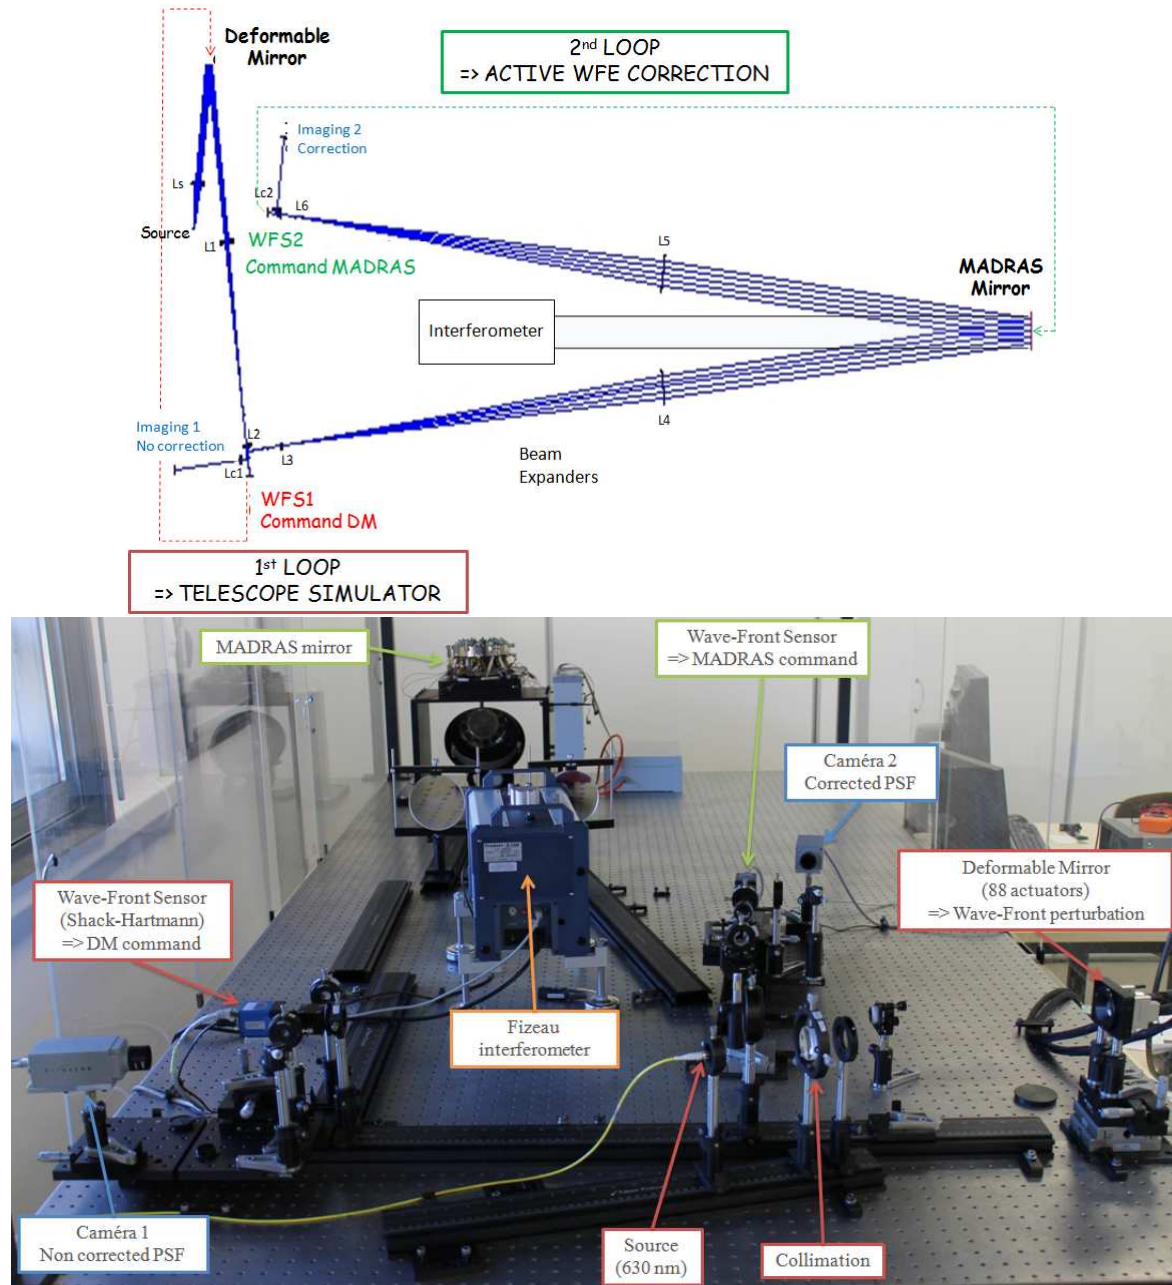 Deformable
Mirror
2nd LOOP
=> ACTIVE WFE CORRECTION
Imaging 2
Correction
Ls
Lc2
L6
Source
L1
WFS2
Command MADRAS
L5
MADRAS
Mirror
Interferometer
Imaging 1
No correction
L2
Lc1
L3
L4
Beam
Expanders
WFS1
Command DM
1st LOOP
=> TELESCOPE SIMULATOR
MADRAS mirror
Wave-Front Sensor
=> MADRAS command
Caméra 2
Corrected PSF
Wave-Front Sensor
(Shack-Hartmann)
=> DM command
Deformable Mirror
(88 actuators)
=> Wave-Front perturbation
Fizeau
interferometer
Caméra 1
Non corrected PSF
Source
(630 nm)
Collimation